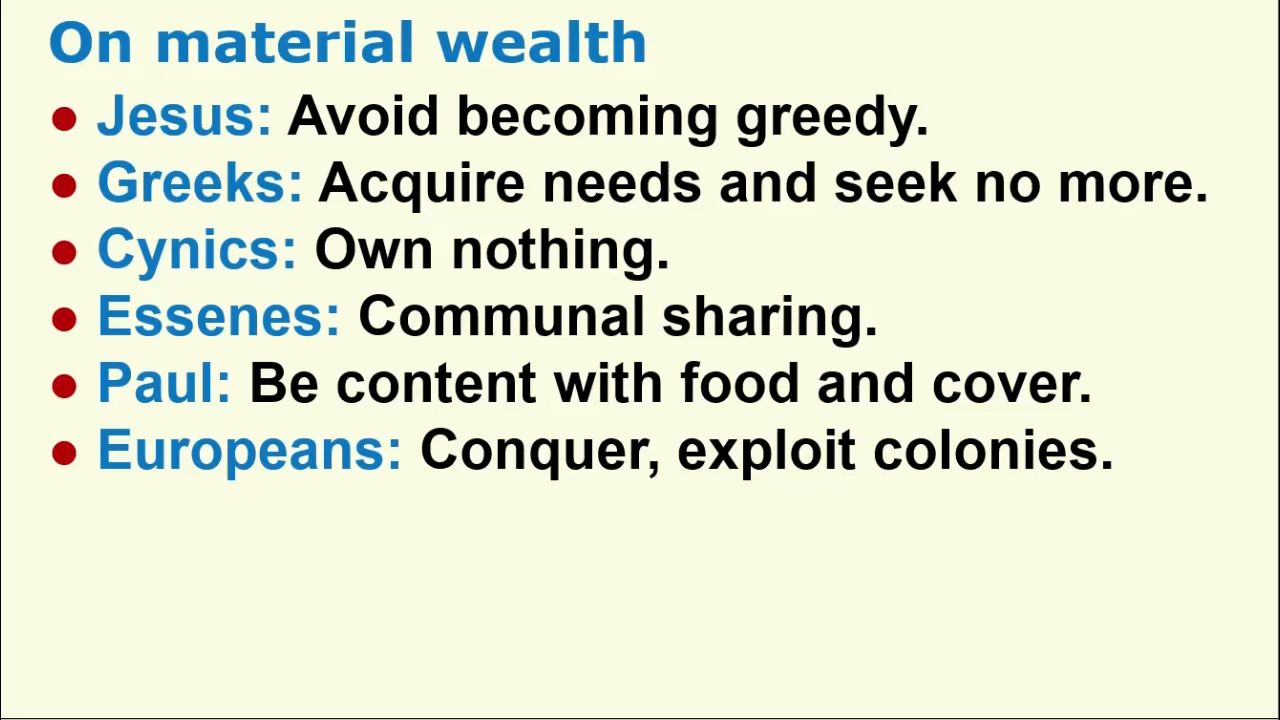 On material wealth
● Jesus: Avoid becoming greedy.
● Greeks: Acquire needs and seek no more.
● Cynics: Own nothing.
● Essenes: Communal sharing.
● Paul: Be content with food and cover.
● Europeans: Conquer, exploit colonies.